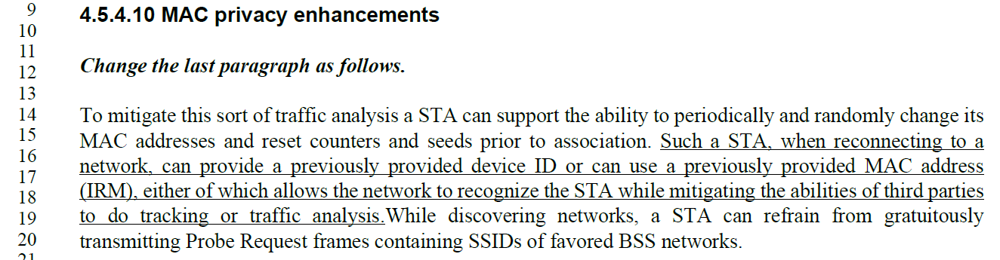 9 4.5.4.10 MAC privacy enhancements
10
11
12 Change the last paragraph as follows.
13
14 To mitigate this sort of traffic analysis a STA can support the ability to periodically and randomly change its
15 MAC addresses and reset counters and seeds prior to association. Such a STA, when reconnecting to a
16 network, can provide a previously provided device ID or can use a previously provided MAC address
17
18 (IRM), either of which allows the network to recognize the STA while mitigating the abilities of third parties
19 to do tracking or traffic analysis.While discovering networks, a STA can refrain from gratuitously
20 transmitting Probe Request frames containing SSIDs of favored BSS networks.
21